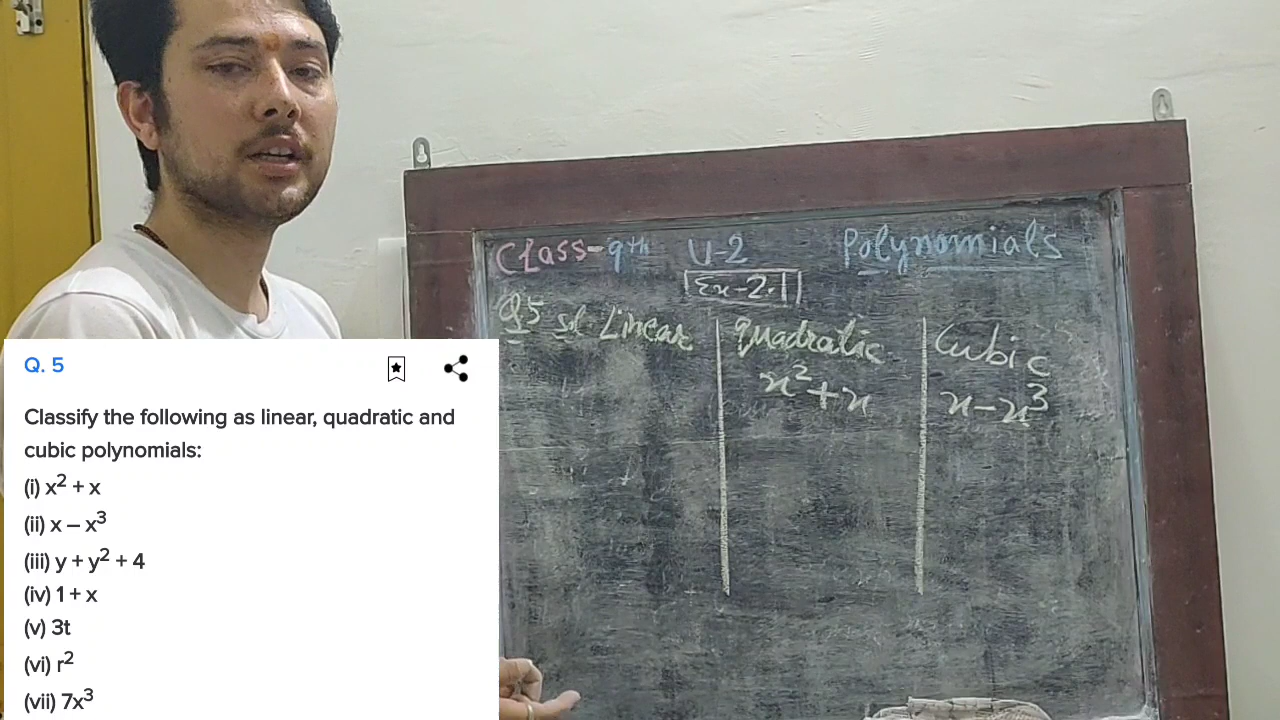 Class-9th U-2 Polynomial's
Ex-2.1
Q5 sol. Linear quadratic Cubic
x²+x x-x³
Q. 5
Classify the following as linear, quadratic and
cubic polynomials:
(i) x² + x
(ii) x – x³
(iii) y + y² + 4
(iv) 1 + x
(v) 3t
(vi) r²
(vii) 7x³